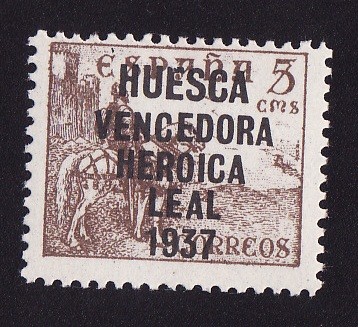 ESPAÑA 5
HUESCA
CMS
VENCEDORA
HEROICA
LEAL
1937
CORREOS